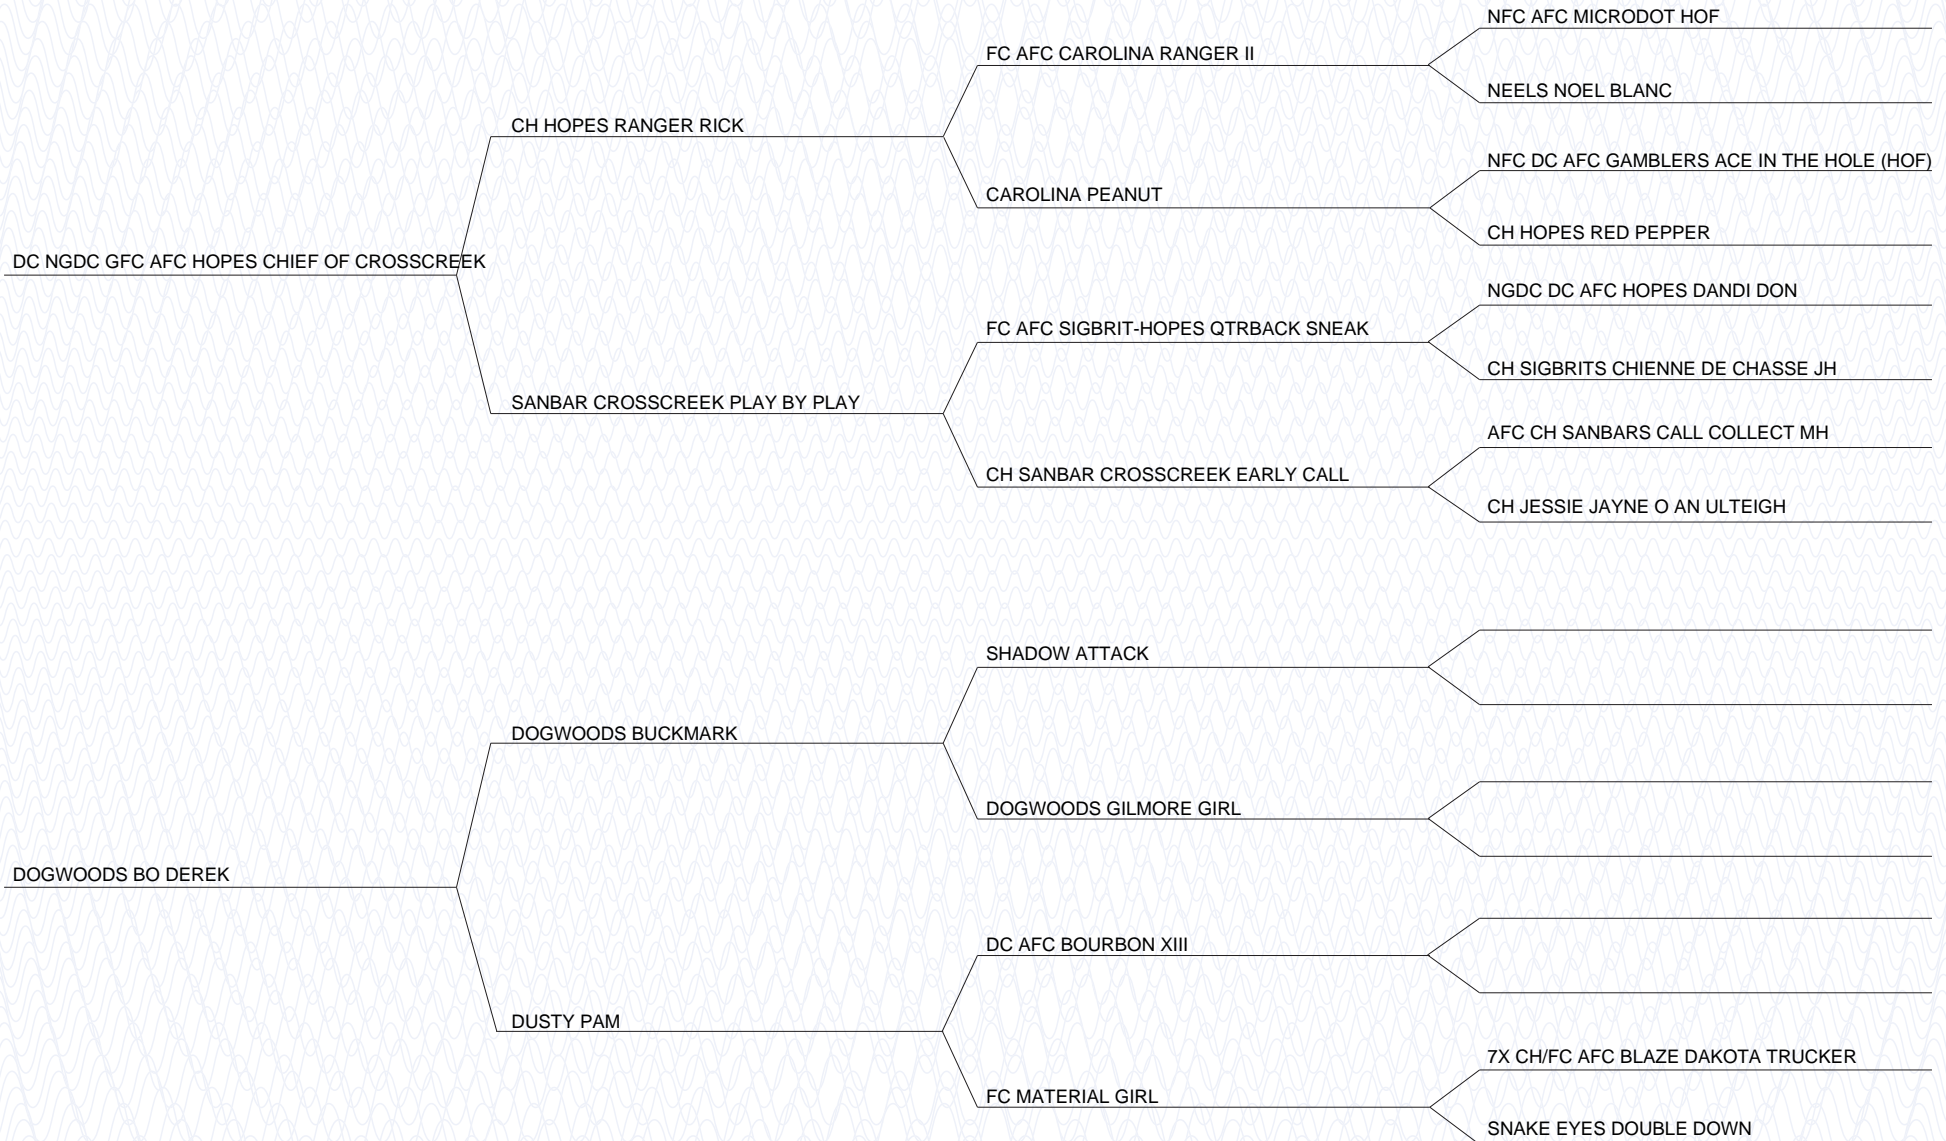 NFC AFC MICRODOT HOF
FC AFC CAROLINA RANGER II
NEELS NOEL BLANC
CH HOPES RANGER RICK
NFC DC AFC GAMBLERS ACE IN THE HOLE (HOF)
CAROLINA PEANUT
CH HOPES RED PEPPER
DC NGDC GFC AFC HOPES CHIEF OF CROSSCREEK
NGDC DC AFC HOPES DANDI DON
FC AFC SIGBRIT-HOPES QTRBACK SNEAK
CH SIGBRITS CHIENNE DE CHASSE JH
SANBAR CROSSCREEK PLAY BY PLAY
AFC CH SANBARS CALL COLLECT MH
CH SANBAR CROSSCREEK EARLY CALL
CH JESSIE JAYNE O AN ULTEIGH
SHADOW ATTACK
DOGWOODS BUCKMARK
DOGWOODS GILMORE GIRL
DOGWOODS BO DEREK
DC AFC BOURBON XIII
DUSTY PAM
7X CH/FC AFC BLAZE DAKOTA TRUCKER
FC MATERIAL GIRL
SNAKE EYES DOUBLE DOWN